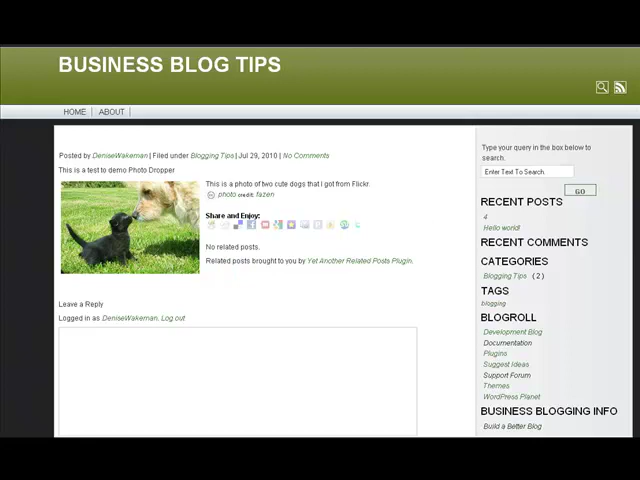 BUSINESS BLOG TIPS
HOME
ABOUT
Posted by DeniseWakeman | Filed under Blogging Tips | Jul 29, 2010 | No Comments
This is a test to demo Photo Dropper
This is a photo of two cute dogs that I got from Flickr.
photo credit: fazen
Share and Enjoy:
No related posts.
Related posts brought to you by Yet Another Related Posts Plugin.
Leave a Reply
Logged in as DeniseWakeman. Log out
Type your query in the box below to
search.
Enter Text To Search.
GO
RECENT POSTS
4
Hello world!
RECENT COMMENTS
CATEGORIES
Blogging Tips (2)
TAGS
blogging
BLOGROLL
Development Blog
Documentation
Plugins
Suggest Ideas
Support Forum
Themes
WordPress Planet
BUSINESS BLOGGING INFO
Build a Better Blog